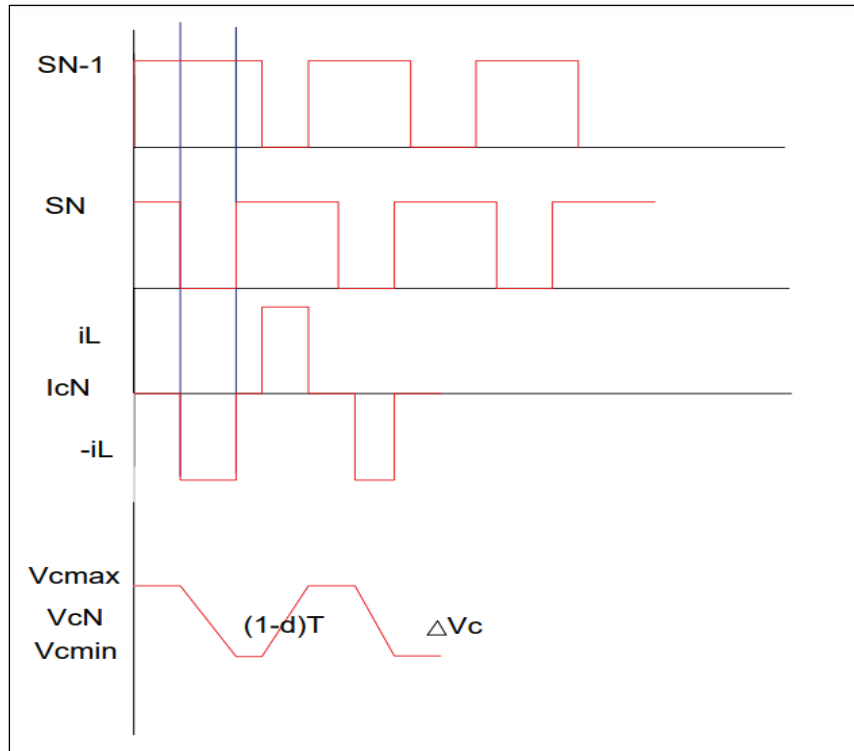 SN-1
SN
iL
IcN
-iL
Vcmax
VcN
(1-d)T
△Vc
Vcmin